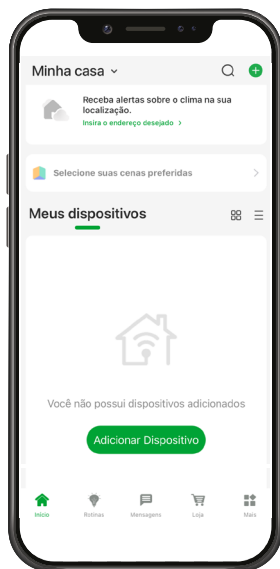 Minha casa
Receba alertas sobre o clima na sua
localização.
Insira o endereço desejado >
Selecione suas cenas preferidas
Meus dispositivos
Você não possui dispositivos adicionados
Adicionar Dispositivo
Início Rotinas Mensagens Loja Mais